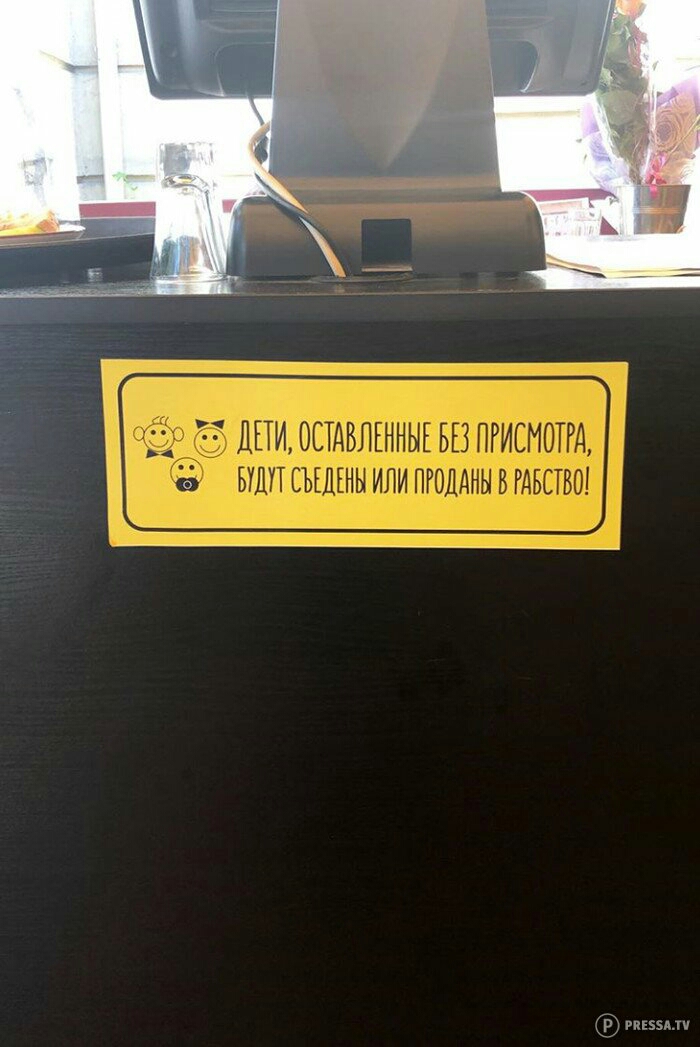 ДЕТИ, ОСТАВЛЕННЫЕ БЕЗ ПРИСМОТРА,
БУДУТ СЪЕДЕНЫ ИЛИ ПРОДАНЫ В РАБСТВО!
P PRESSA.TV